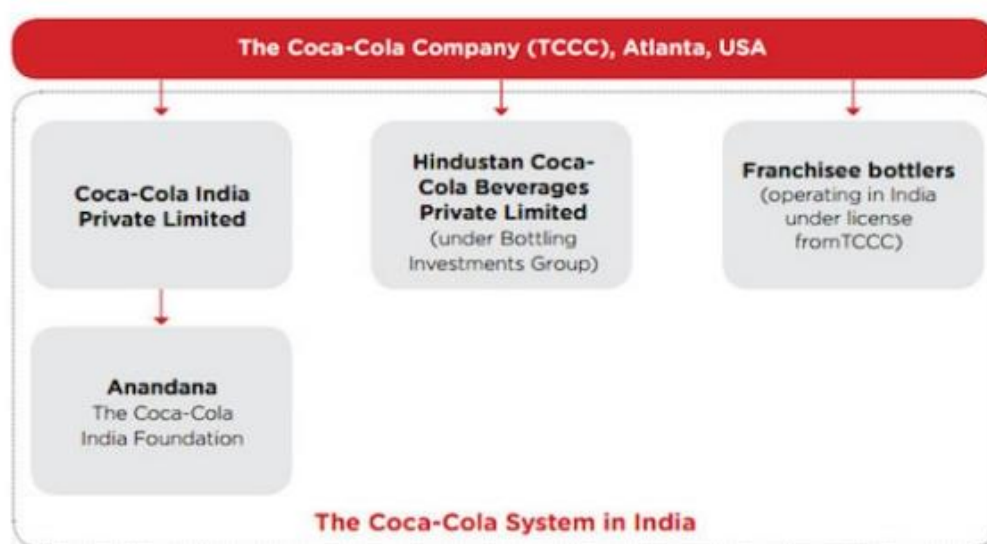 The Coca-Cola Company (TCCC), Atlanta, USA
Coca-Cola India
Private Limited
Hindustan Coca-
Cola Beverages
Private Limited
(under Bottling
Investments Group)
Franchisee bottlers
(operating in India
under license
fromTCCC)
Anandana
The Coca-Cola
India Foundation
The Coca-Cola System in India